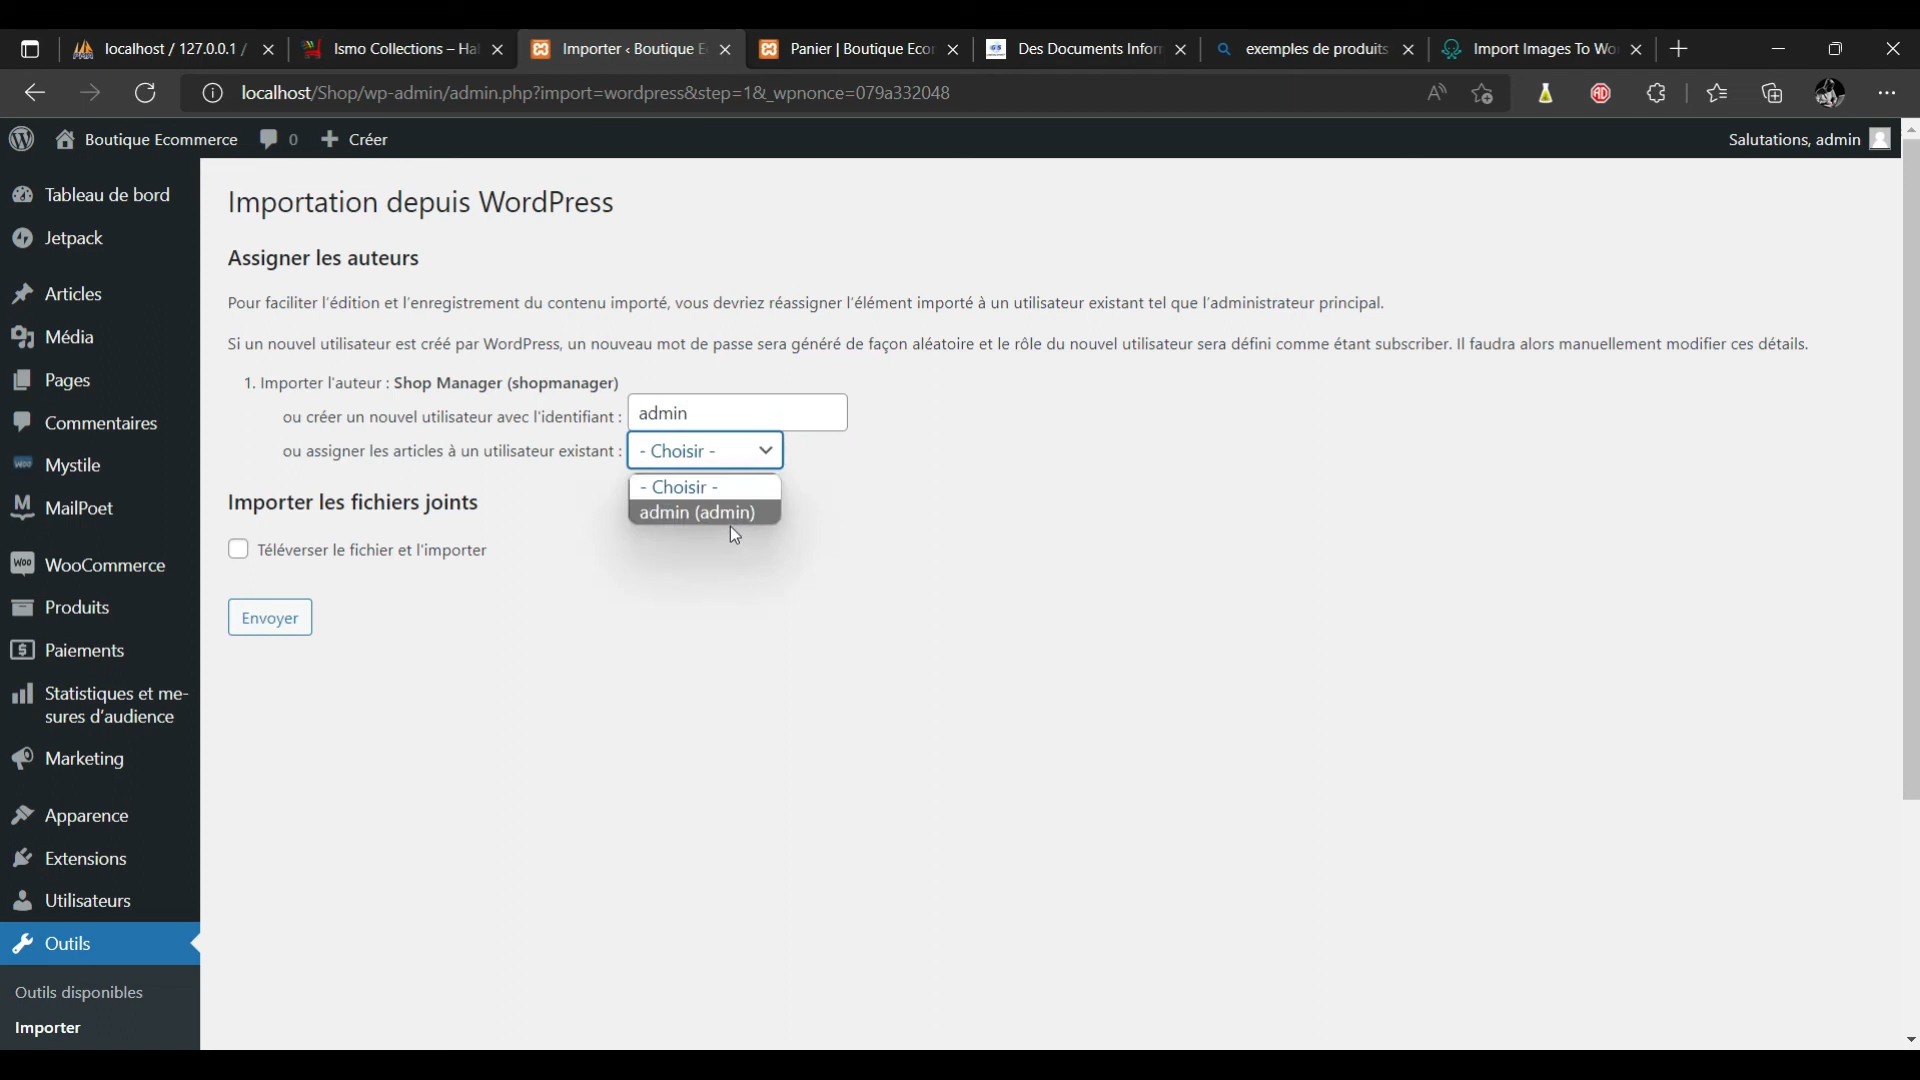 localhost / 127.0.0.1 /
Ismo Collections – Ha
Importer ‹ Boutique E
Panier | Boutique Ecor
Des Documents Inform
exemples de produits
Import Images To Wo
localhost/Shop/wp-admin/admin.php?import=wordpress&step=1&_wpnonce=079a332048
Boutique Ecommerce
0
Créer
Salutations, admin
Tableau de bord
Jetpack
Articles
Média
Pages
Commentaires
Mystile
MailPoet
WooCommerce
Produits
Paiements
Statistiques et me-
sures d'audience
Marketing
Apparence
Extensions
Utilisateurs
Outils
Outils disponibles
Importer
Importation depuis WordPress
Assigner les auteurs
Pour faciliter l'édition et l'enregistrement du contenu importé, vous devriez réassigner l'élément importé à un utilisateur existant tel que l'administrateur principal.
Si un nouvel utilisateur est créé par WordPress, un nouveau mot de passe sera généré de façon aléatoire et le rôle du nouvel utilisateur sera défini comme étant subscriber. Il faudra alors manuellement modifier ces détails.
1. Importer l'auteur : Shop Manager (shopmanager)
ou créer un nouvel utilisateur avec l'identifiant : admin
ou assigner les articles à un utilisateur existant : - Choisir -
- Choisir -
admin (admin)
Importer les fichiers joints
Téléverser le fichier et l'importer
Envoyer